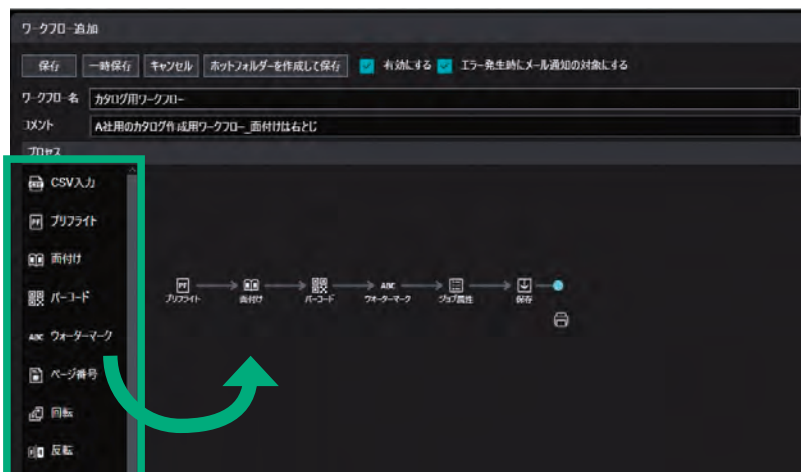 ワークフロー追加
保存 一時保存 キャンセル ホットフォルダーを作成して保存 有効にする エラー発生時にメール通知の対象にする
ワークフロー名 カタログ用ワークフロー
コメント A社用のカタログ作成用ワークフロー_面付けは右とじ
プロセス
CSV CSV入力
PF プリフライト
面付け
バーコード
ABC ウォーターマーク
ページ番号
回転
反転
PF ABC
プリフライト 面付け バーコード ウォーターマーク ジョブ属性 保存